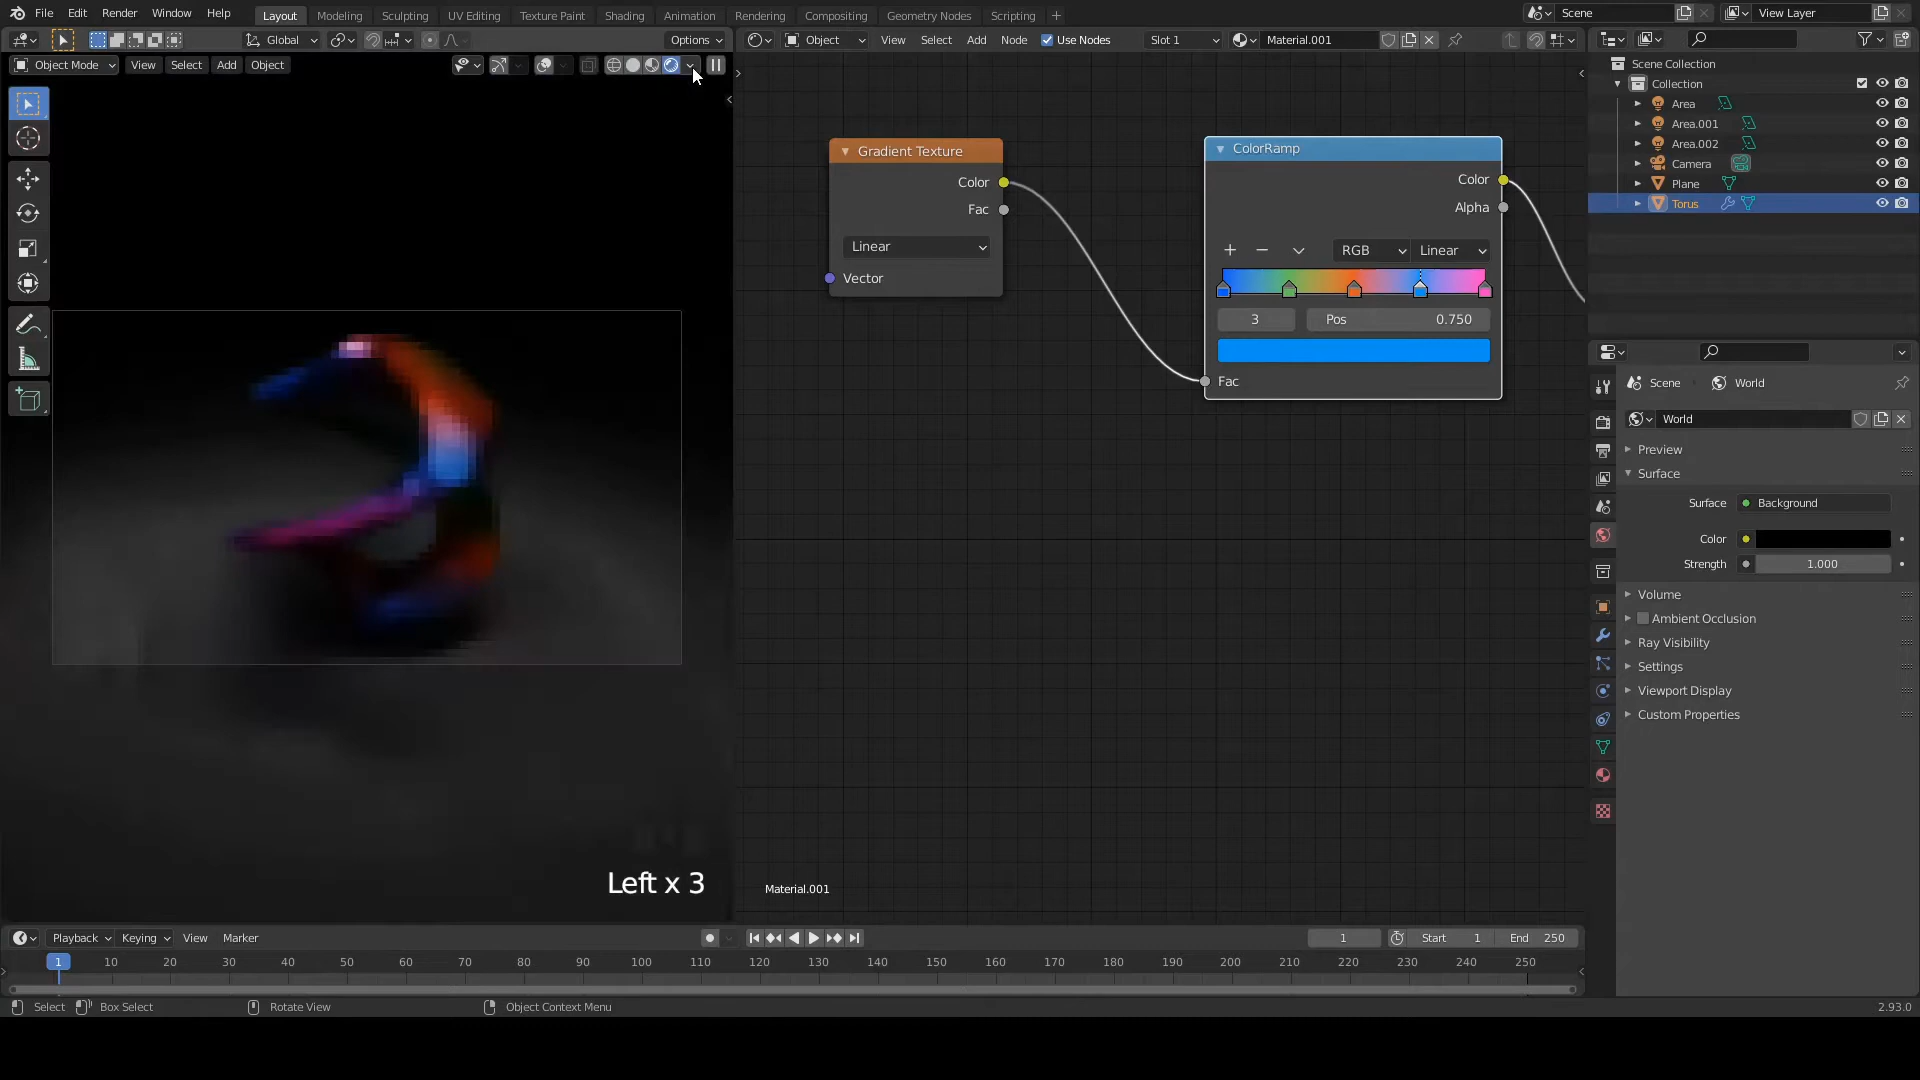 File Edit Render Window Help Layout Modeling Sculpting UV Editing Texture Paint Shading Animation Rendering Compositing Geometry Nodes Scripting + Scene View Layer
Global Options Object View Select Add Node Use Nodes Slot 1 Material.001
Object Mode View Select Add Object
Scene Collection
Collection
Area
Area.001
Area.002
Camera
Plane
Torus
Gradient Texture
Color
Fac
Linear
Vector
ColorRamp
Color
Alpha
RGB Linear
3 Pos 0.750
Fac
Scene World
World
Preview
Surface
Surface Background
Color
Strength 1.000
Volume
Ambient Occlusion
Ray Visibility
Settings
Viewport Display
Custom Properties
Left x 3
Material.001
Playback Keying View Marker 1 Start 1 End 250
1 10 20 30 40 50 60 70 80 90 100 110 120 130 140 150 160 170 180 190 200 210 220 230 240 250
Select Box Select Rotate View Object Context Menu 2.93.0